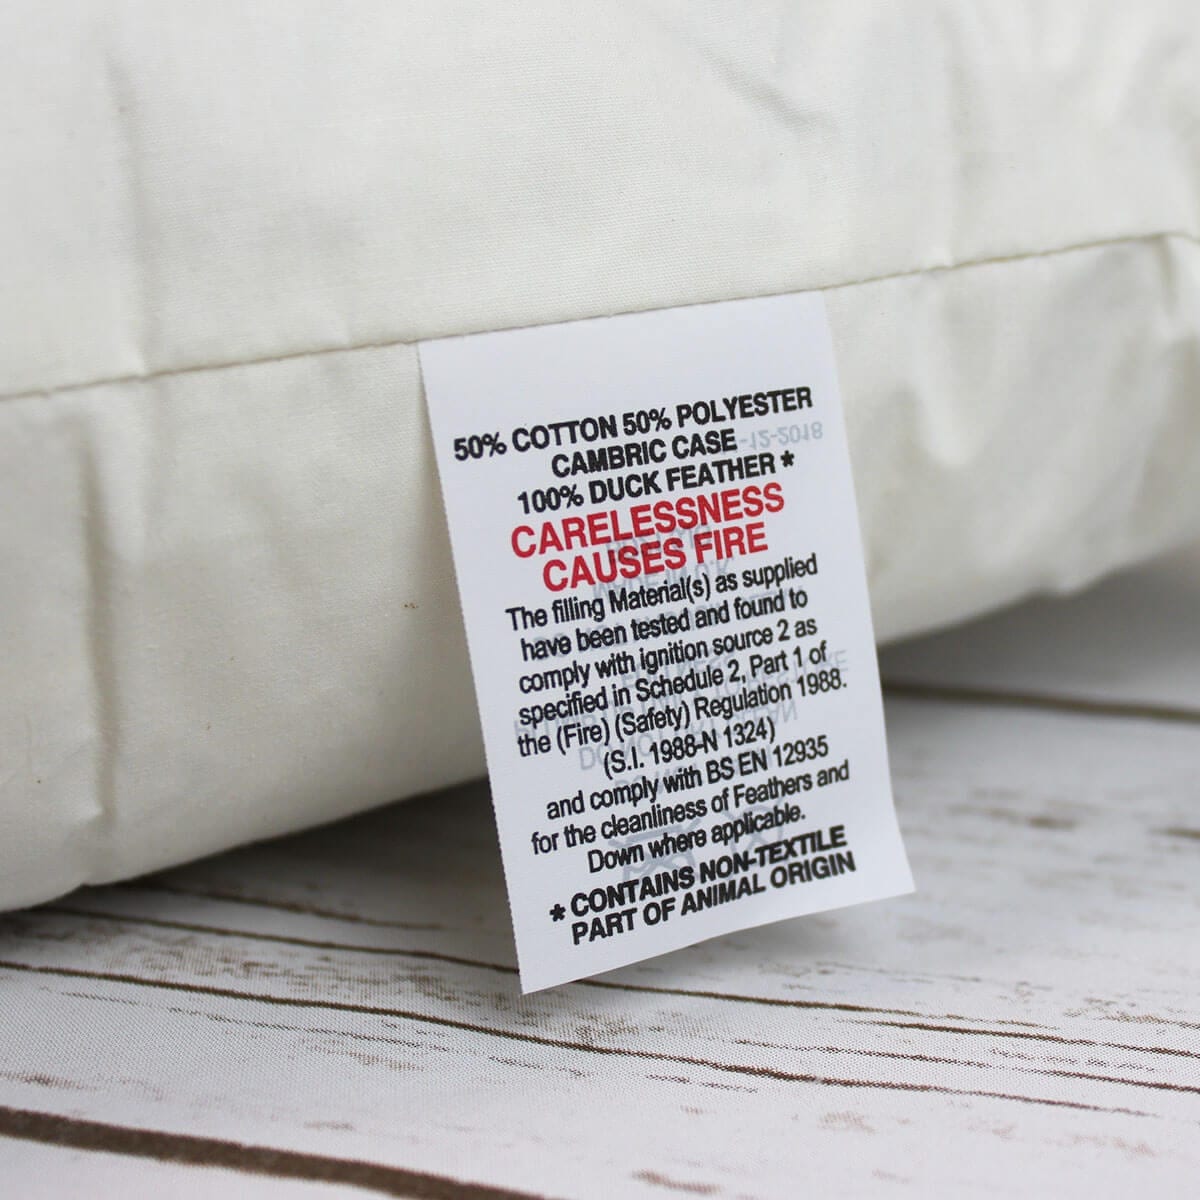 50% COTTON 50% POLYESTER
CAMBRIC CASE
100% DUCK FEATHER *
CARELESSNESS
CAUSES FIRE
The filling Material(s) as supplied
have been tested and found to
comply with ignition source 2 as
specified in Schedule 2, Part 1 of
the (Fire) (Safety) Regulation 1988.
(S.I. 1988-N 1324)
and comply with BS EN 12935
for the cleanliness of Feathers and
Down where applicable.
* CONTAINS NON-TEXTILE
PART OF ANIMAL ORIGIN